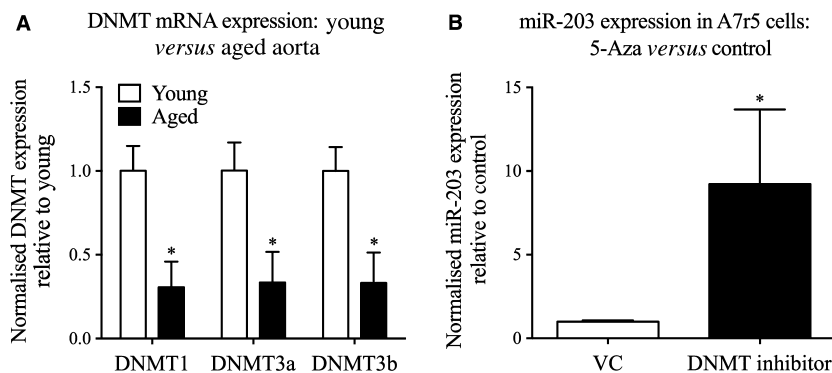 A
DNMT mRNA expression: young
versus aged aorta
Normalised DNMT expression
relative to young
1.5
1.0
0.5
0.0
Young
Aged
*
*
*
DNMT1
DNMT3a
DNMT3b
B
miR-203 expression in A7r5 cells:
5-Aza versus control
Normalised miR-203 expression
relative to control
15
10
5
0
*
VC
DNMT inhibitor